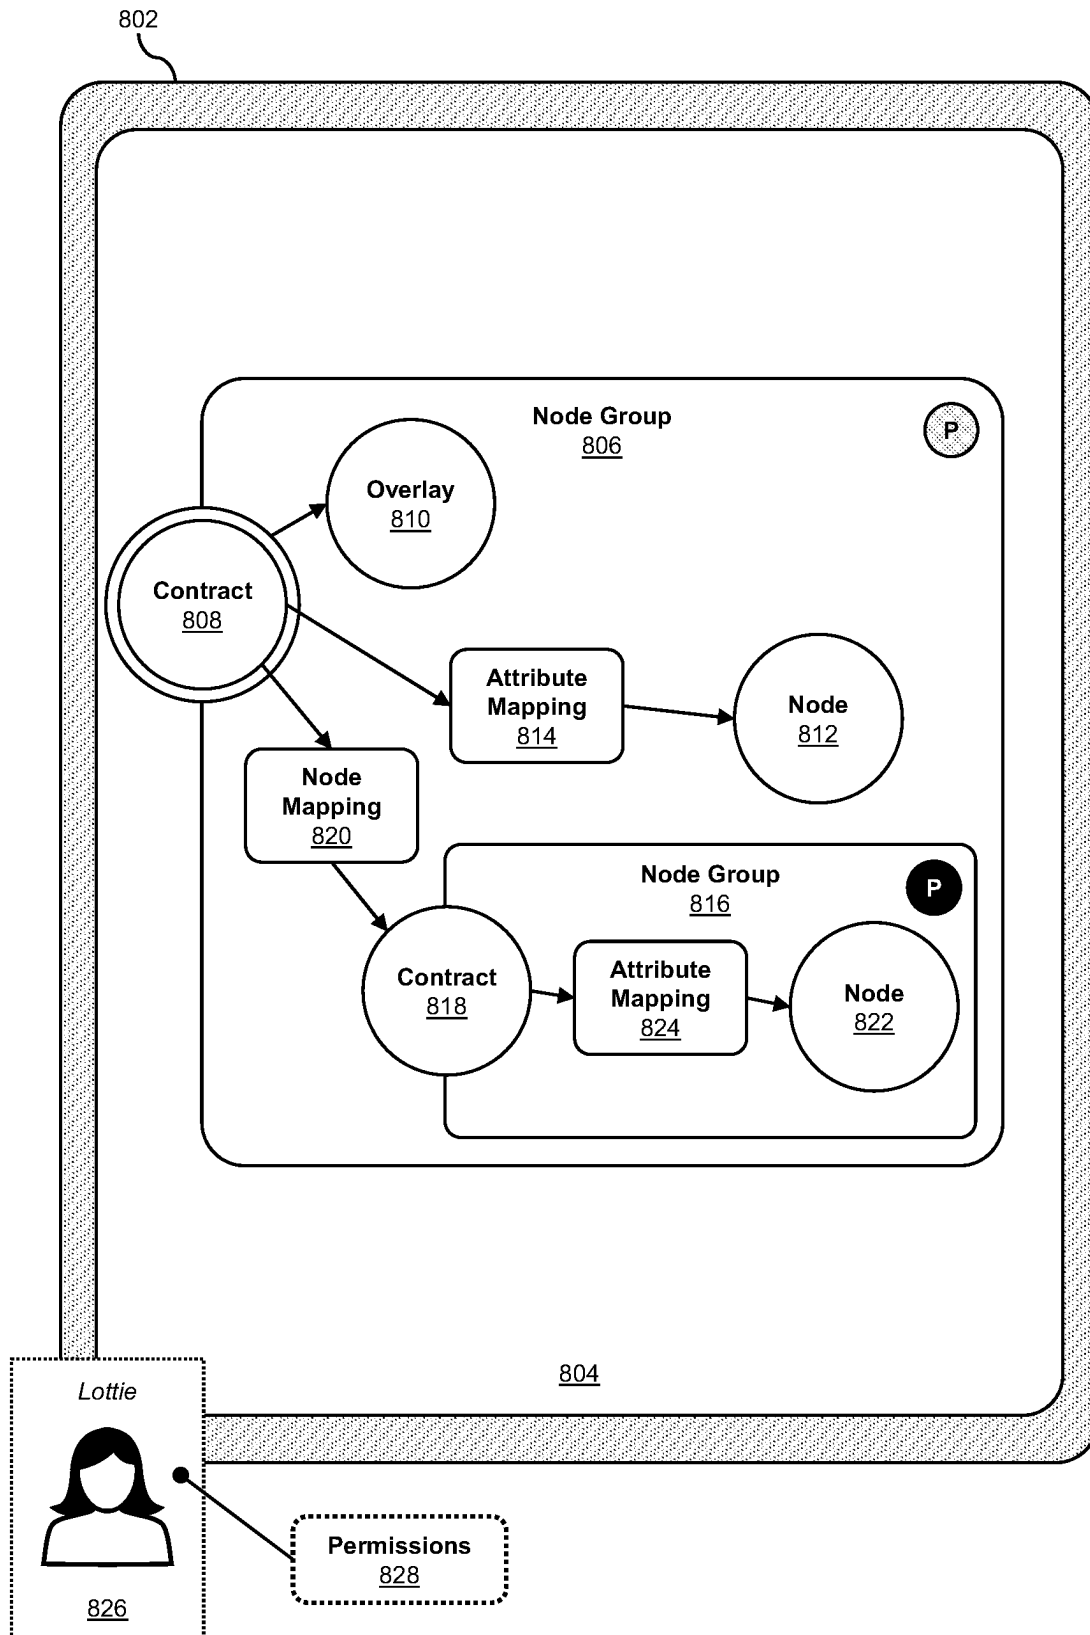 802
Node Group
806
P
Overlay
810
Contract
808
Attribute
Mapping
814
Node
812
Node
Mapping
820
Node Group
816
P
Contract
818
Attribute
Mapping
824
Node
822
804
Lottie
826
Permissions
828